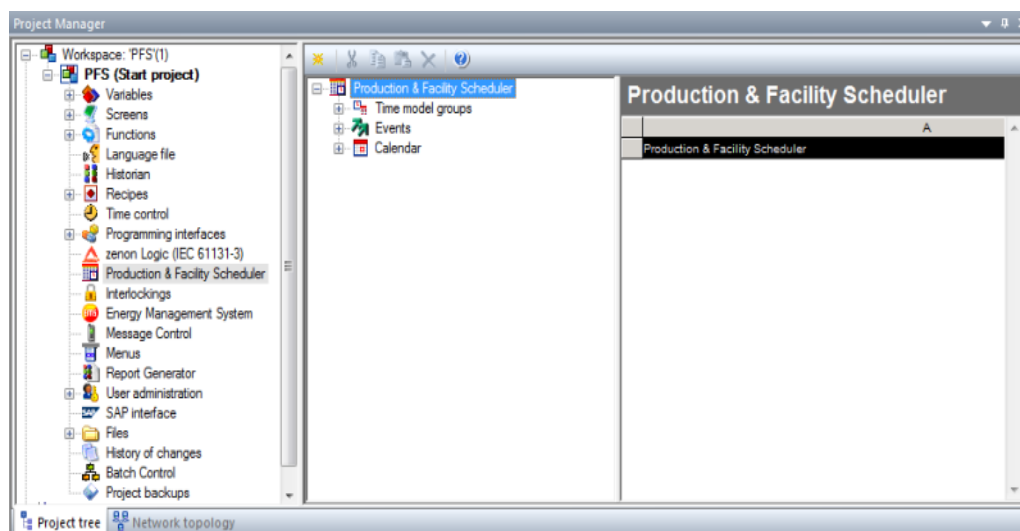 Project Manager
Workspace: 'PFS'(1)
PFS (Start project)
Variables
Screens
Functions
Language file
Historian
Recipes
Time control
Programming interfaces
zenon Logic (IEC 61131-3)
Production & Facility Scheduler
Interlockings
Energy Management System
Message Control
Menus
Report Generator
User administration
SAP interface
Files
History of changes
Batch Control
Project backups
Project tree
Network topology
Production & Facility Scheduler
Time model groups
Events
Calendar
Production & Facility Scheduler
A
Production & Facility Scheduler